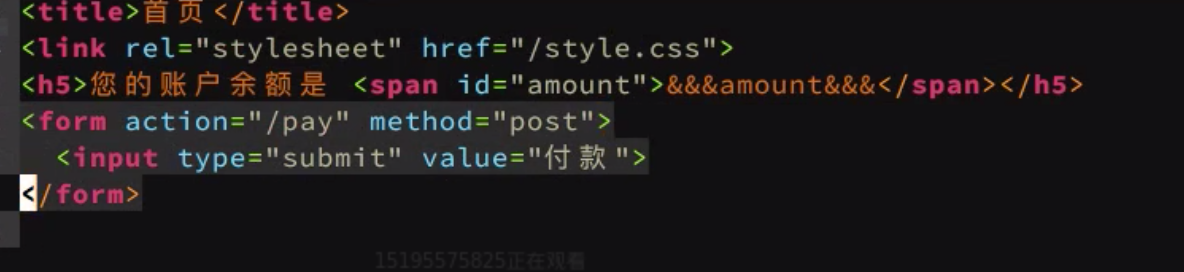 <title>首页</title>
<link rel="stylesheet" href="/style.css">
<h5>您的账户余额是 <span id="amount">&&&amount&&&</span></h5>
<form action="/pay" method="post">
  <input type="submit" value="付款">
</form>
15195575825正在观看